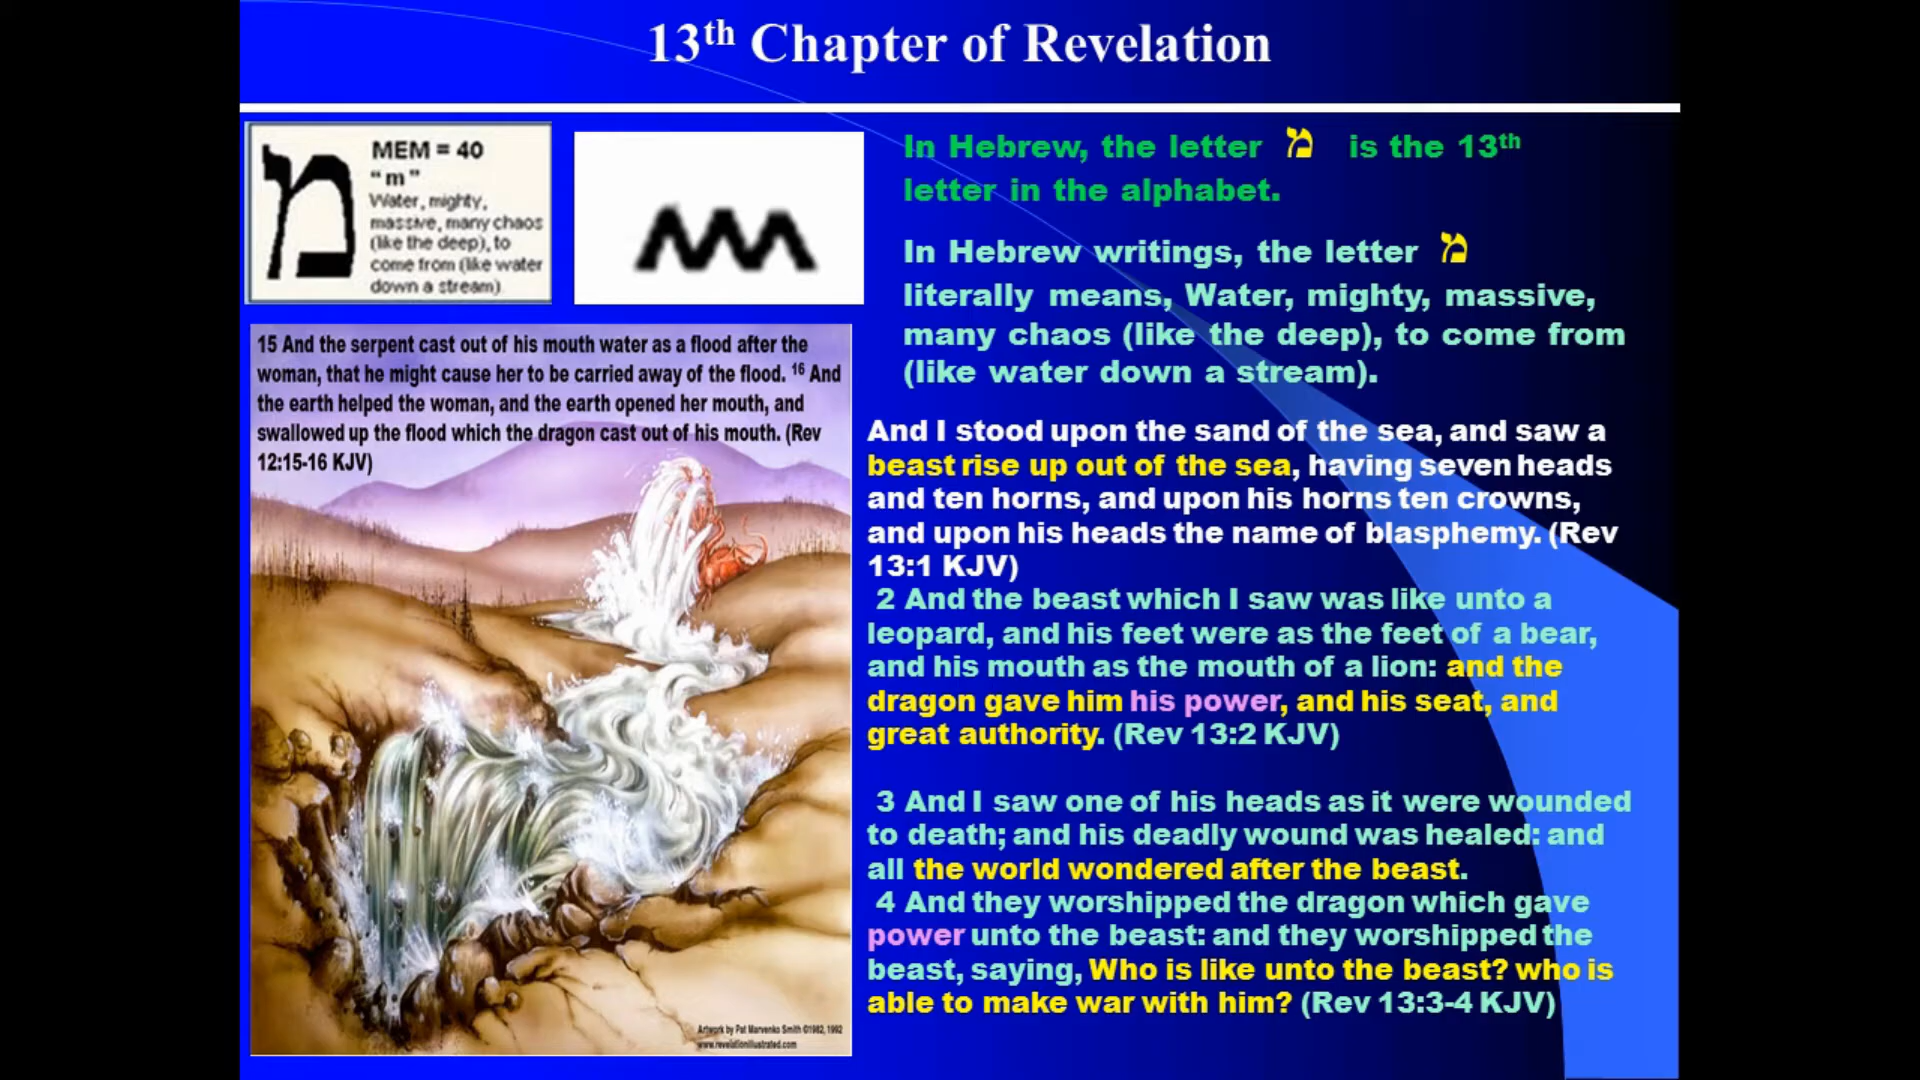 13th Chapter of Revelation
מ
MEM = 40
"m"
Water, mighty,
massive, many chaos
(like the deep), to
come from (like water
down a stream)
In Hebrew, the letter מ is the 13th
letter in the alphabet.
In Hebrew writings, the letter מ
literally means, Water, mighty, massive,
many chaos (like the deep), to come from
(like water down a stream).
15 And the serpent cast out of his mouth water as a flood after the
woman, that he might cause her to be carried away of the flood. 16 And
the earth helped the woman, and the earth opened her mouth, and
swallowed up the flood which the dragon cast out of his mouth. (Rev
12:15-16 KJV)
Artwork by Pat Marvenko Smith ©1982, 1992
www.revelationillustrated.com
And I stood upon the sand of the sea, and saw a
beast rise up out of the sea, having seven heads
and ten horns, and upon his horns ten crowns,
and upon his heads the name of blasphemy. (Rev
13:1 KJV)
2 And the beast which I saw was like unto a
leopard, and his feet were as the feet of a bear,
and his mouth as the mouth of a lion: and the
dragon gave him his power, and his seat, and
great authority. (Rev 13:2 KJV)
3 And I saw one of his heads as it were wounded
to death; and his deadly wound was healed: and
all the world wondered after the beast.
4 And they worshipped the dragon which gave
power unto the beast: and they worshipped the
beast, saying, Who is like unto the beast? who is
able to make war with him? (Rev 13:3-4 KJV)